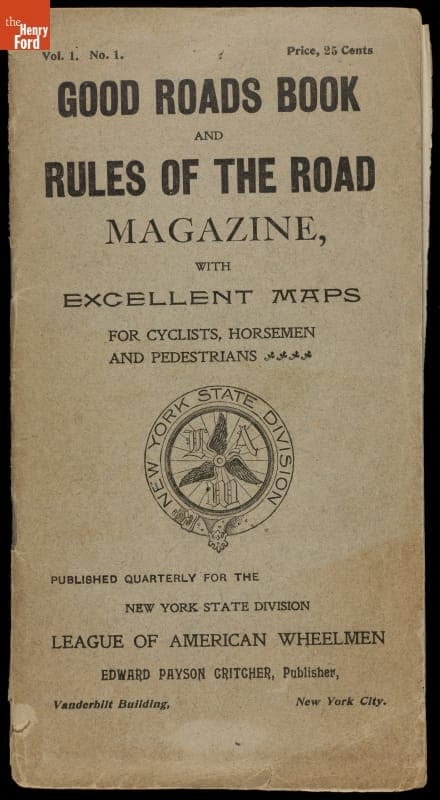 the
Henry
Ford
Vol. 1. No. 1. Price, 25 Cents
GOOD ROADS BOOK
AND
RULES OF THE ROAD
MAGAZINE,
WITH
EXCELLENT MAPS
FOR CYCLISTS, HORSEMEN
AND PEDESTRIANS
NEW YORK STATE DIVISION
L A W
PUBLISHED QUARTERLY FOR THE
NEW YORK STATE DIVISION
LEAGUE OF AMERICAN WHEELMEN
EDWARD PAYSON CRITCHER, Publisher,
Vanderbilt Building, New York City.